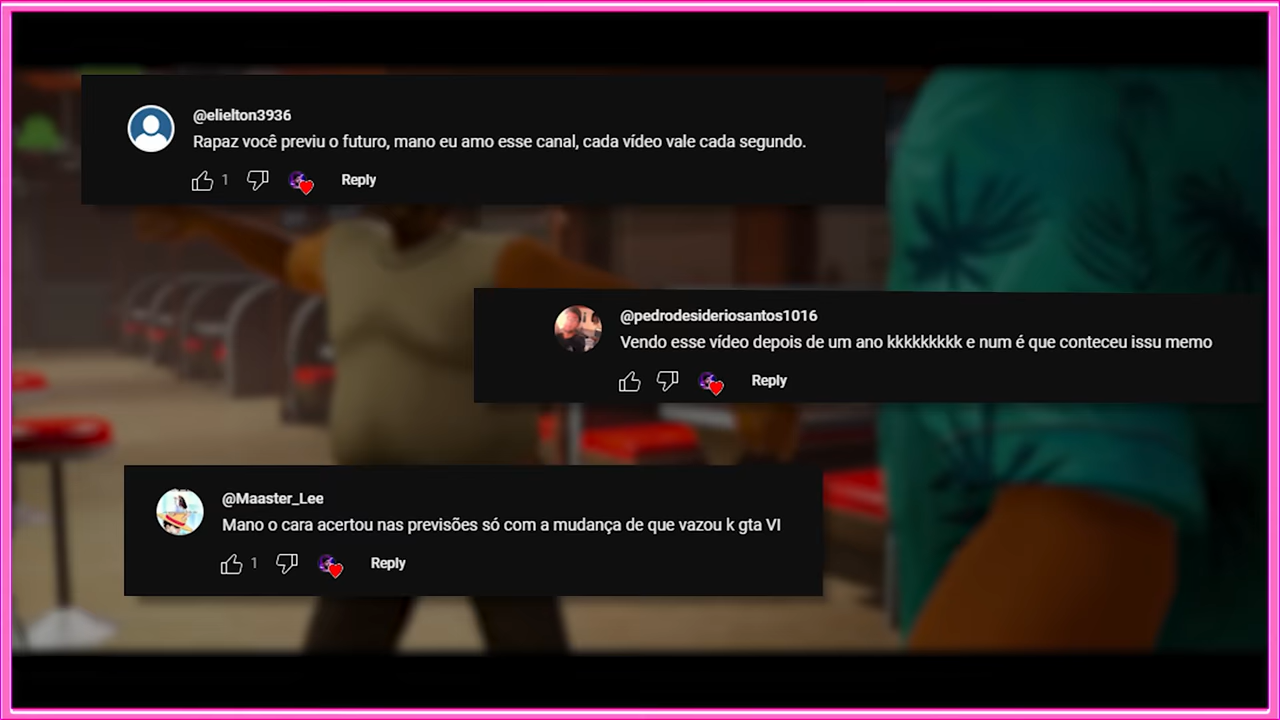 @elielton3936
Rapaz você previu o futuro, mano eu amo esse canal, cada vídeo vale cada segundo.
1 Reply
@pedrodesideriosantos1016
Vendo esse vídeo depois de um ano kkkkkkkkk e num é que conteceu issu memo
Reply
@Maaster_Lee
Mano o cara acertou nas previsões só com a mudança de que vazou k gta VI
1 Reply